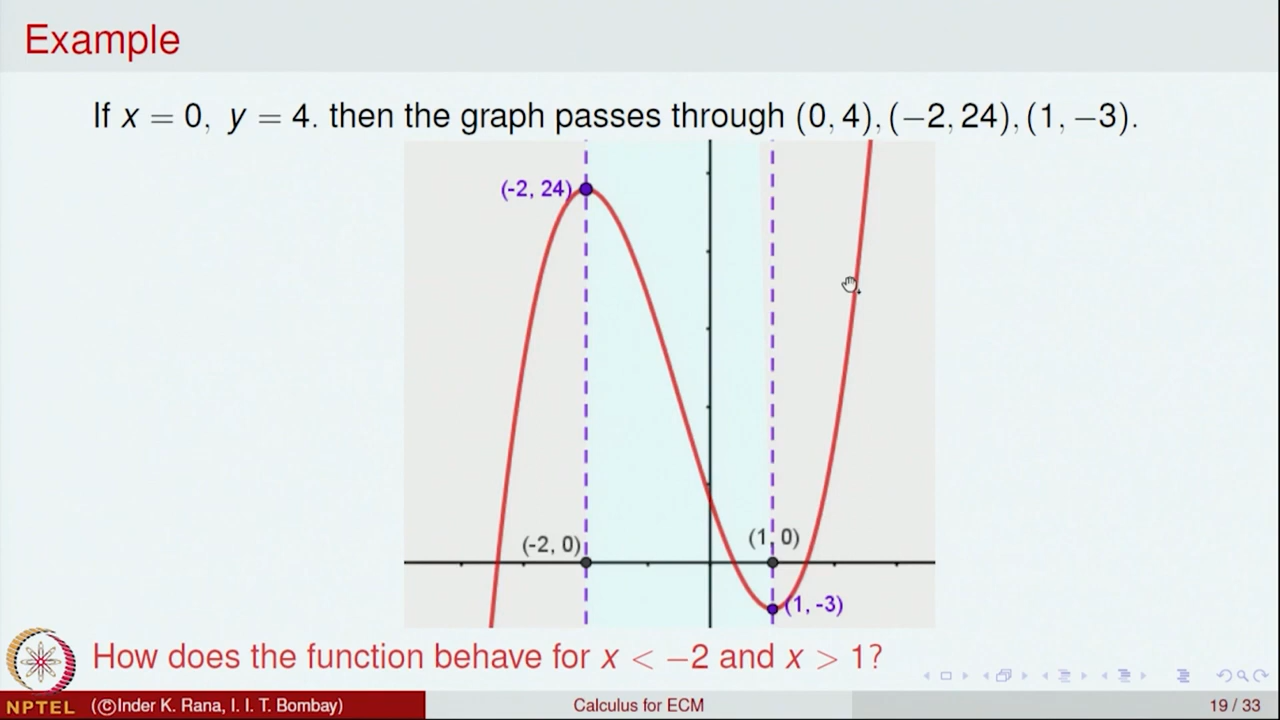 Example
If x = 0, y = 4. then the graph passes through (0, 4), (−2, 24), (1, −3).
(-2, 24)
(-2, 0)
(1, 0)
(1, -3)
How does the function behave for x < −2 and x > 1?
NPTEL
(©Inder K. Rana, I. I. T. Bombay)
Calculus for ECM
19 / 33